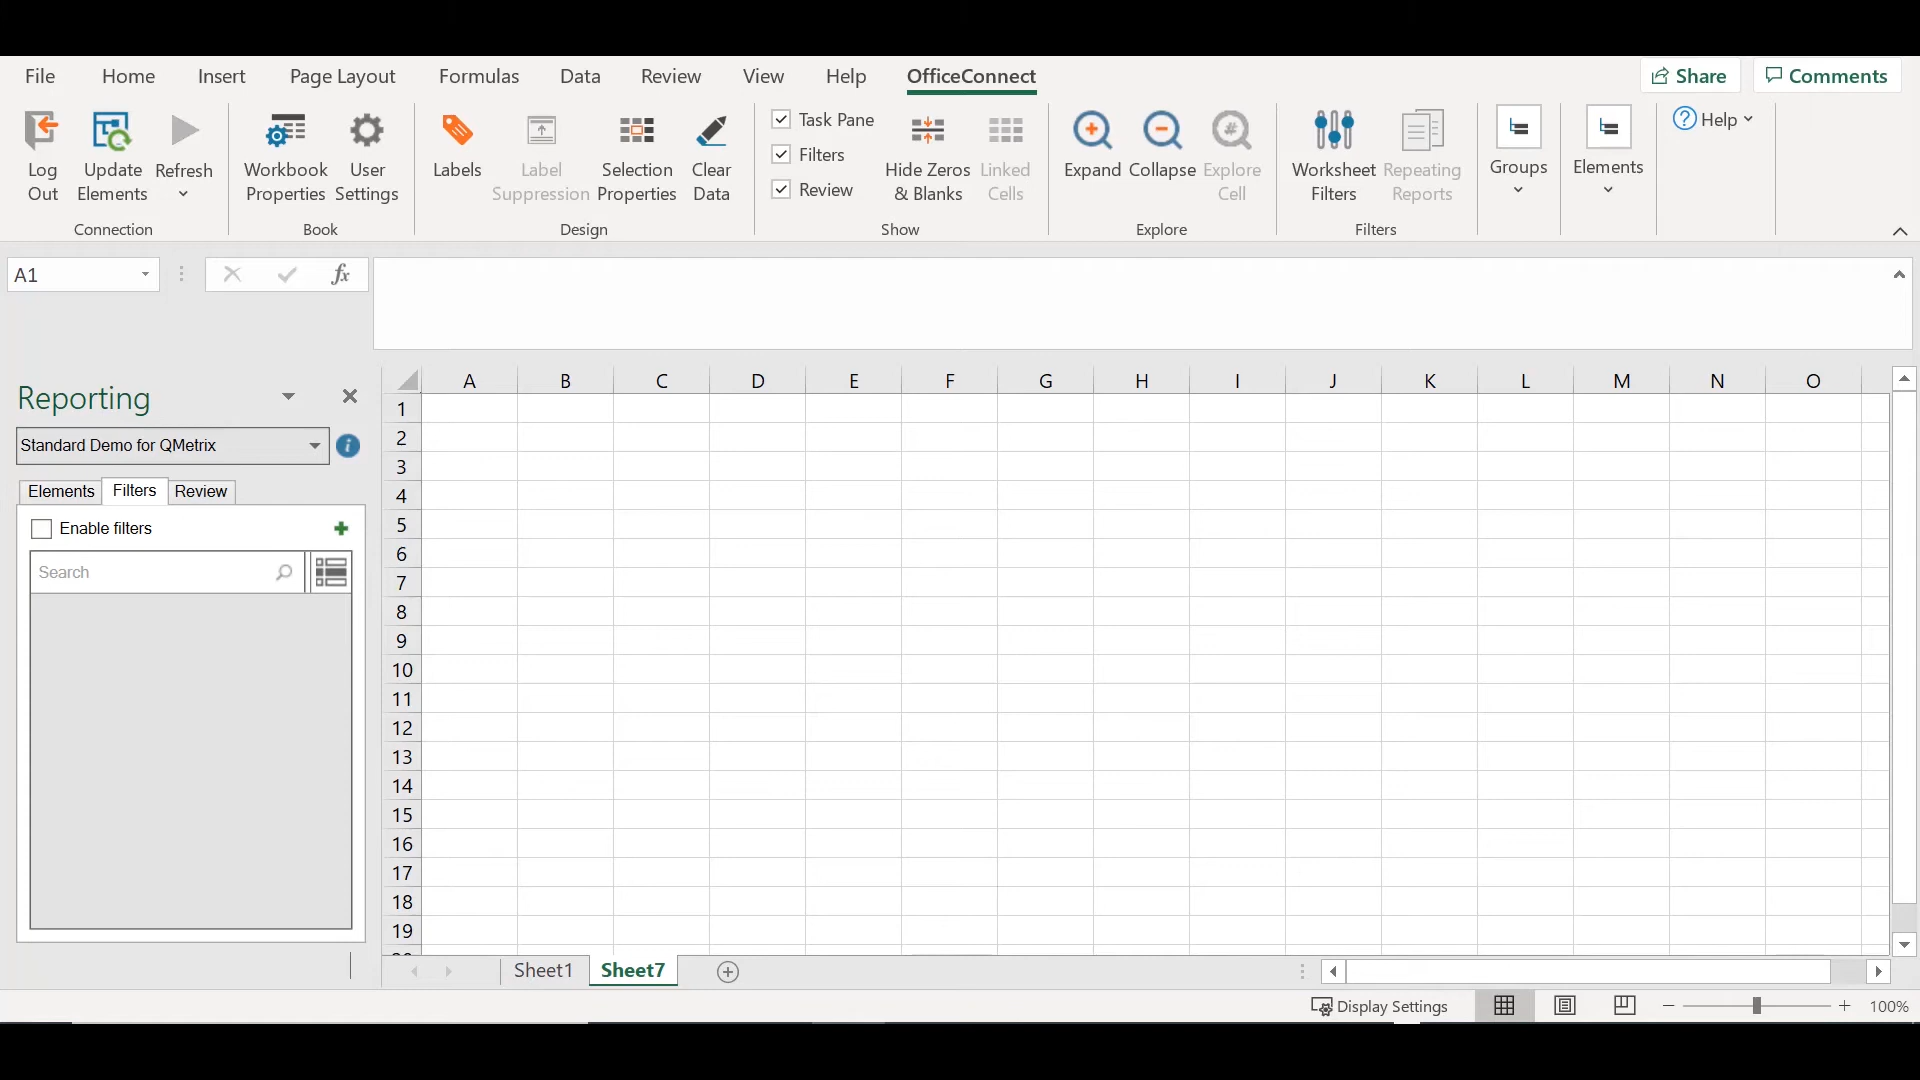 File Home Insert Page Layout Formulas Data Review View Help OfficeConnect Share Comments
Log Out Update Elements Refresh Workbook Properties User Settings Labels Label Suppression Selection Properties Clear Data
Task Pane
Filters
Review
Hide Zeros & Blanks Linked Cells Expand Collapse Explore Cell Worksheet Filters Repeating Reports Groups Elements Help
Connection Book Design Show Explore Filters
A1 fx
Reporting
Standard Demo for QMetrix
Elements Filters Review
Enable filters
Search
A B C D E F G H I J K L M N O
1
2
3
4
5
6
7
8
9
10
11
12
13
14
15
16
17
18
19
Sheet1 Sheet7
Display Settings 100%